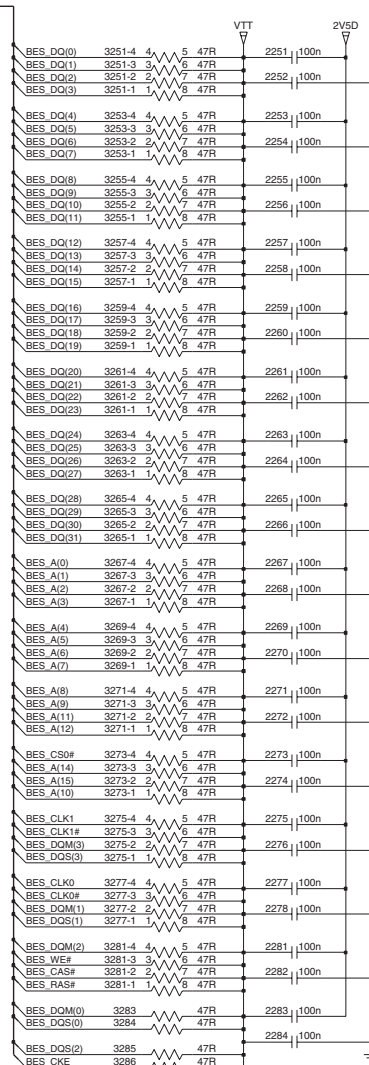 VTT 2V5D
BES_DQ(0) 3251-4 4 5 47R 2251 100n
BES_DQ(1) 3251-3 3 6 47R
BES_DQ(2) 3251-2 2 7 47R 2252 100n
BES_DQ(3) 3251-1 1 8 47R
BES_DQ(4) 3253-4 4 5 47R 2253 100n
BES_DQ(5) 3253-3 3 6 47R
BES_DQ(6) 3253-2 2 7 47R 2254 100n
BES_DQ(7) 3253-1 1 8 47R
BES_DQ(8) 3255-4 4 5 47R 2255 100n
BES_DQ(9) 3255-3 3 6 47R
BES_DQ(10) 3255-2 2 7 47R 2256 100n
BES_DQ(11) 3255-1 1 8 47R
BES_DQ(12) 3257-4 4 5 47R 2257 100n
BES_DQ(13) 3257-3 3 6 47R
BES_DQ(14) 3257-2 2 7 47R 2258 100n
BES_DQ(15) 3257-1 1 8 47R
BES_DQ(16) 3259-4 4 5 47R 2259 100n
BES_DQ(17) 3259-3 3 6 47R
BES_DQ(18) 3259-2 2 7 47R 2260 100n
BES_DQ(19) 3259-1 1 8 47R
BES_DQ(20) 3261-4 4 5 47R 2261 100n
BES_DQ(21) 3261-3 3 6 47R
BES_DQ(22) 3261-2 2 7 47R 2262 100n
BES_DQ(23) 3261-1 1 8 47R
BES_DQ(24) 3263-4 4 5 47R 2263 100n
BES_DQ(25) 3263-3 3 6 47R
BES_DQ(26) 3263-2 2 7 47R 2264 100n
BES_DQ(27) 3263-1 1 8 47R
BES_DQ(28) 3265-4 4 5 47R 2265 100n
BES_DQ(29) 3265-3 3 6 47R
BES_DQ(30) 3265-2 2 7 47R 2266 100n
BES_DQ(31) 3265-1 1 8 47R
BES_A(0) 3267-4 4 5 47R 2267 100n
BES_A(1) 3267-3 3 6 47R
BES_A(2) 3267-2 2 7 47R 2268 100n
BES_A(3) 3267-1 1 8 47R
BES_A(4) 3269-4 4 5 47R 2269 100n
BES_A(5) 3269-3 3 6 47R
BES_A(6) 3269-2 2 7 47R 2270 100n
BES_A(7) 3269-1 1 8 47R
BES_A(8) 3271-4 4 5 47R 2271 100n
BES_A(9) 3271-3 3 6 47R
BES_A(11) 3271-2 2 7 47R 2272 100n
BES_A(12) 3271-1 1 8 47R
BES_CS0# 3273-4 4 5 47R 2273 100n
BES_A(14) 3273-3 3 6 47R
BES_A(15) 3273-2 2 7 47R 2274 100n
BES_A(10) 3273-1 1 8 47R
BES_CLK1 3275-4 4 5 47R 2275 100n
BES_CLK1# 3275-3 3 6 47R
BES_DQM(3) 3275-2 2 7 47R 2276 100n
BES_DQS(3) 3275-1 1 8 47R
BES_CLK0 3277-4 4 5 47R 2277 100n
BES_CLK0# 3277-3 3 6 47R
BES_DQM(1) 3277-2 2 7 47R 2278 100n
BES_DQS(1) 3277-1 1 8 47R
BES_DQM(2) 3281-4 4 5 47R 2281 100n
BES_WE# 3281-3 3 6 47R
BES_CAS# 3281-2 2 7 47R 2282 100n
BES_RAS# 3281-1 1 8 47R
BES_DQM(0) 3283 47R 2283 100n
BES_DQS(0) 3284 47R
2284 100n
BES_DQS(2) 3285 47R
BES_CKE 3286 47R